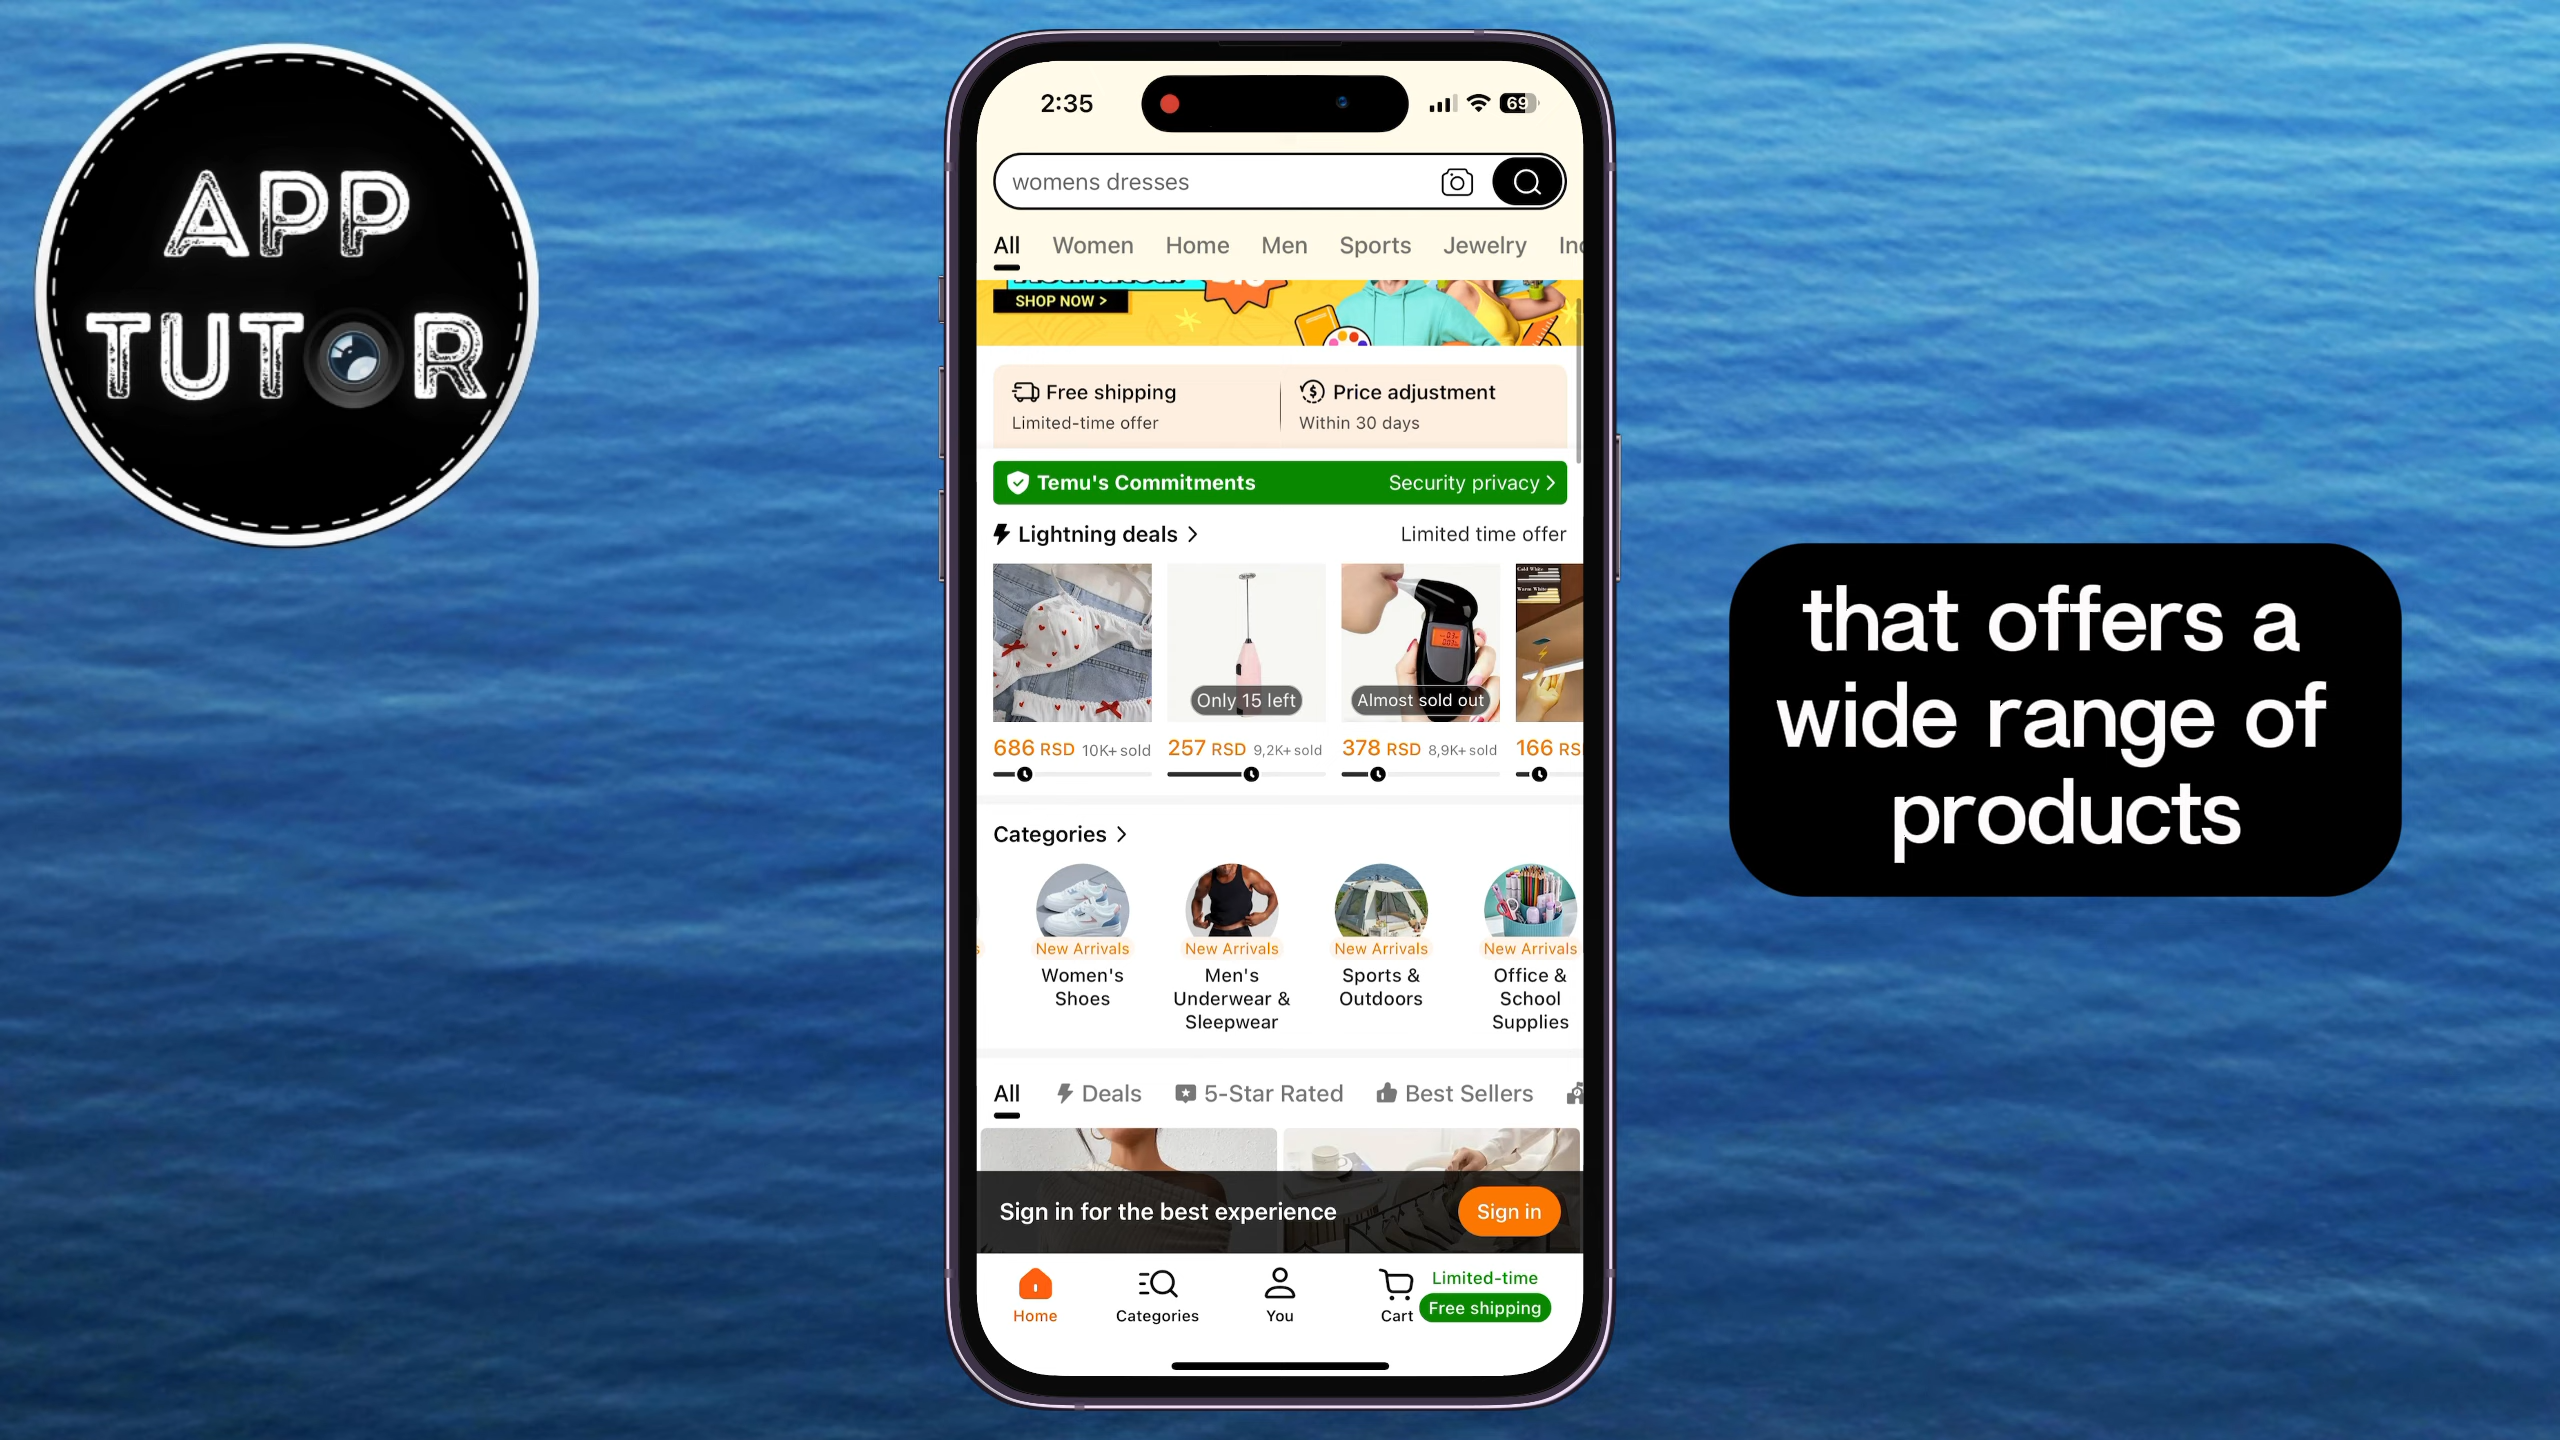 APP
TUTOR
2:35
69
womens dresses
All Women Home Men Sports Jewelry
SHOP NOW >
Free shipping
Limited-time offer
Price adjustment
Within 30 days
Temu's Commitments
Security privacy >
Lightning deals >
Limited time offer
Only 15 left
Almost sold out
686 RSD 10K+ sold
257 RSD 9,2K+ sold
378 RSD 8,9K+ sold
166 RS
Categories >
New Arrivals
Women's
Shoes
New Arrivals
Men's
Underwear &
Sleepwear
New Arrivals
Sports &
Outdoors
New Arrivals
Office &
School
Supplies
All Deals 5-Star Rated Best Sellers
Sign in for the best experience
Sign in
Home
Categories
You
Cart
Limited-time
Free shipping
that offers a
wide range of
products